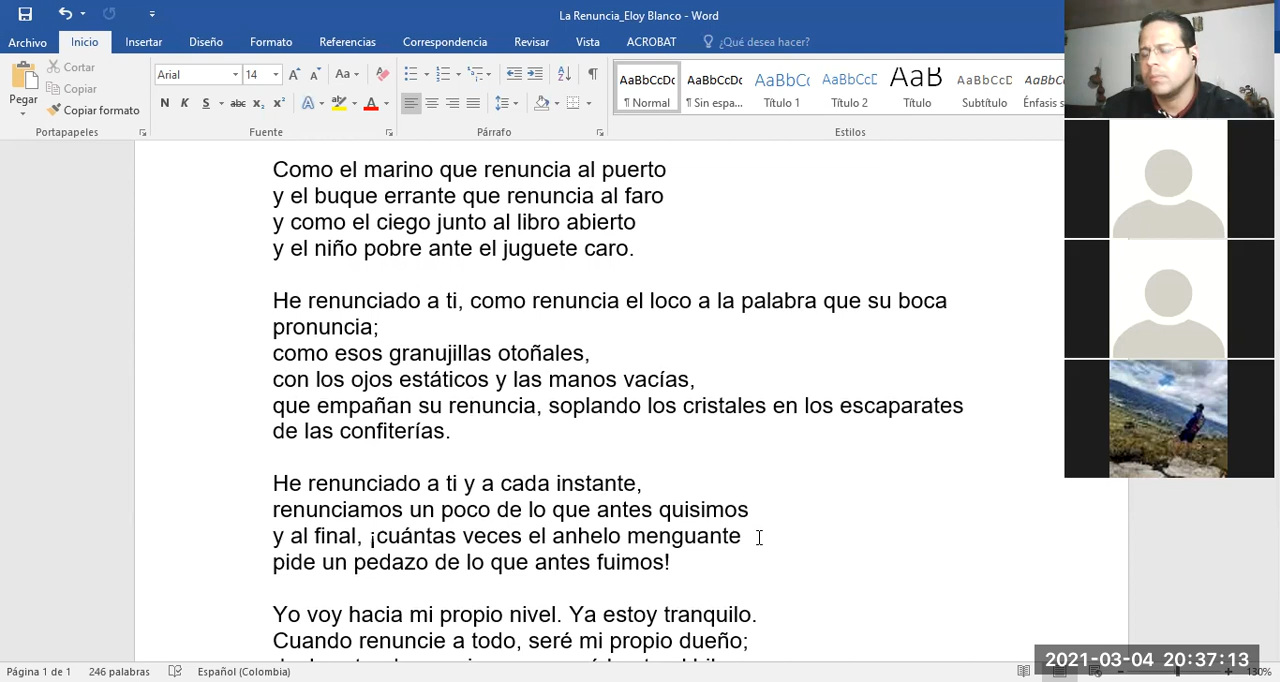 La Renuncia_Eloy Blanco - Word
Archivo Inicio Insertar Diseño Formato Referencias Correspondencia Revisar Vista ACROBAT ¿Qué desea hacer?
Pegar
Cortar
Copiar
Copiar formato
Portapapeles
Arial 14
N K S abc x₂ x²
Fuente
Párrafo
AaBbCcDc AaBbCcDc AaBbCc AaBbCcD AaB AaBbCcD AaBbCc
¶ Normal ¶ Sin espa... Título 1 Título 2 Título Subtítulo Énfasis s
Estilos
Como el marino que renuncia al puerto
y el buque errante que renuncia al faro
y como el ciego junto al libro abierto
y el niño pobre ante el juguete caro.
He renunciado a ti, como renuncia el loco a la palabra que su boca
pronuncia;
como esos granujillas otoñales,
con los ojos estáticos y las manos vacías,
que empañan su renuncia, soplando los cristales en los escaparates
de las confiterías.
He renunciado a ti y a cada instante,
renunciamos un poco de lo que antes quisimos
y al final, ¡cuántas veces el anhelo menguante
pide un pedazo de lo que antes fuimos!
Yo voy hacia mi propio nivel. Ya estoy tranquilo.
Cuando renuncie a todo, seré mi propio dueño;
Página 1 de 1 246 palabras Español (Colombia) 130%
2021-03-04 20:37:13